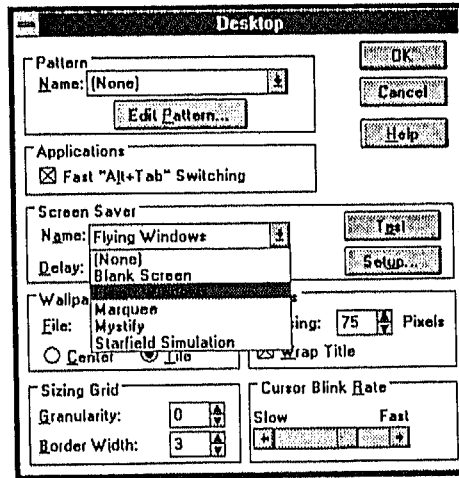 Desktop
Pattern
Name: (None)
Edit Pattern...
OK
Cancel
Help
Applications
Fast "Alt+Tab" Switching
Screen Saver
Name: Flying Windows
Delay:
(None)
Blank Screen
Marquee
Mystify
Starfield Simulation
Test
Setup...
Wallpa
File:
Center Tile
s
cing: 75 Pixels
Wrap Title
Sizing Grid
Granularity: 0
Border Width: 3
Cursor Blink Rate
Slow Fast